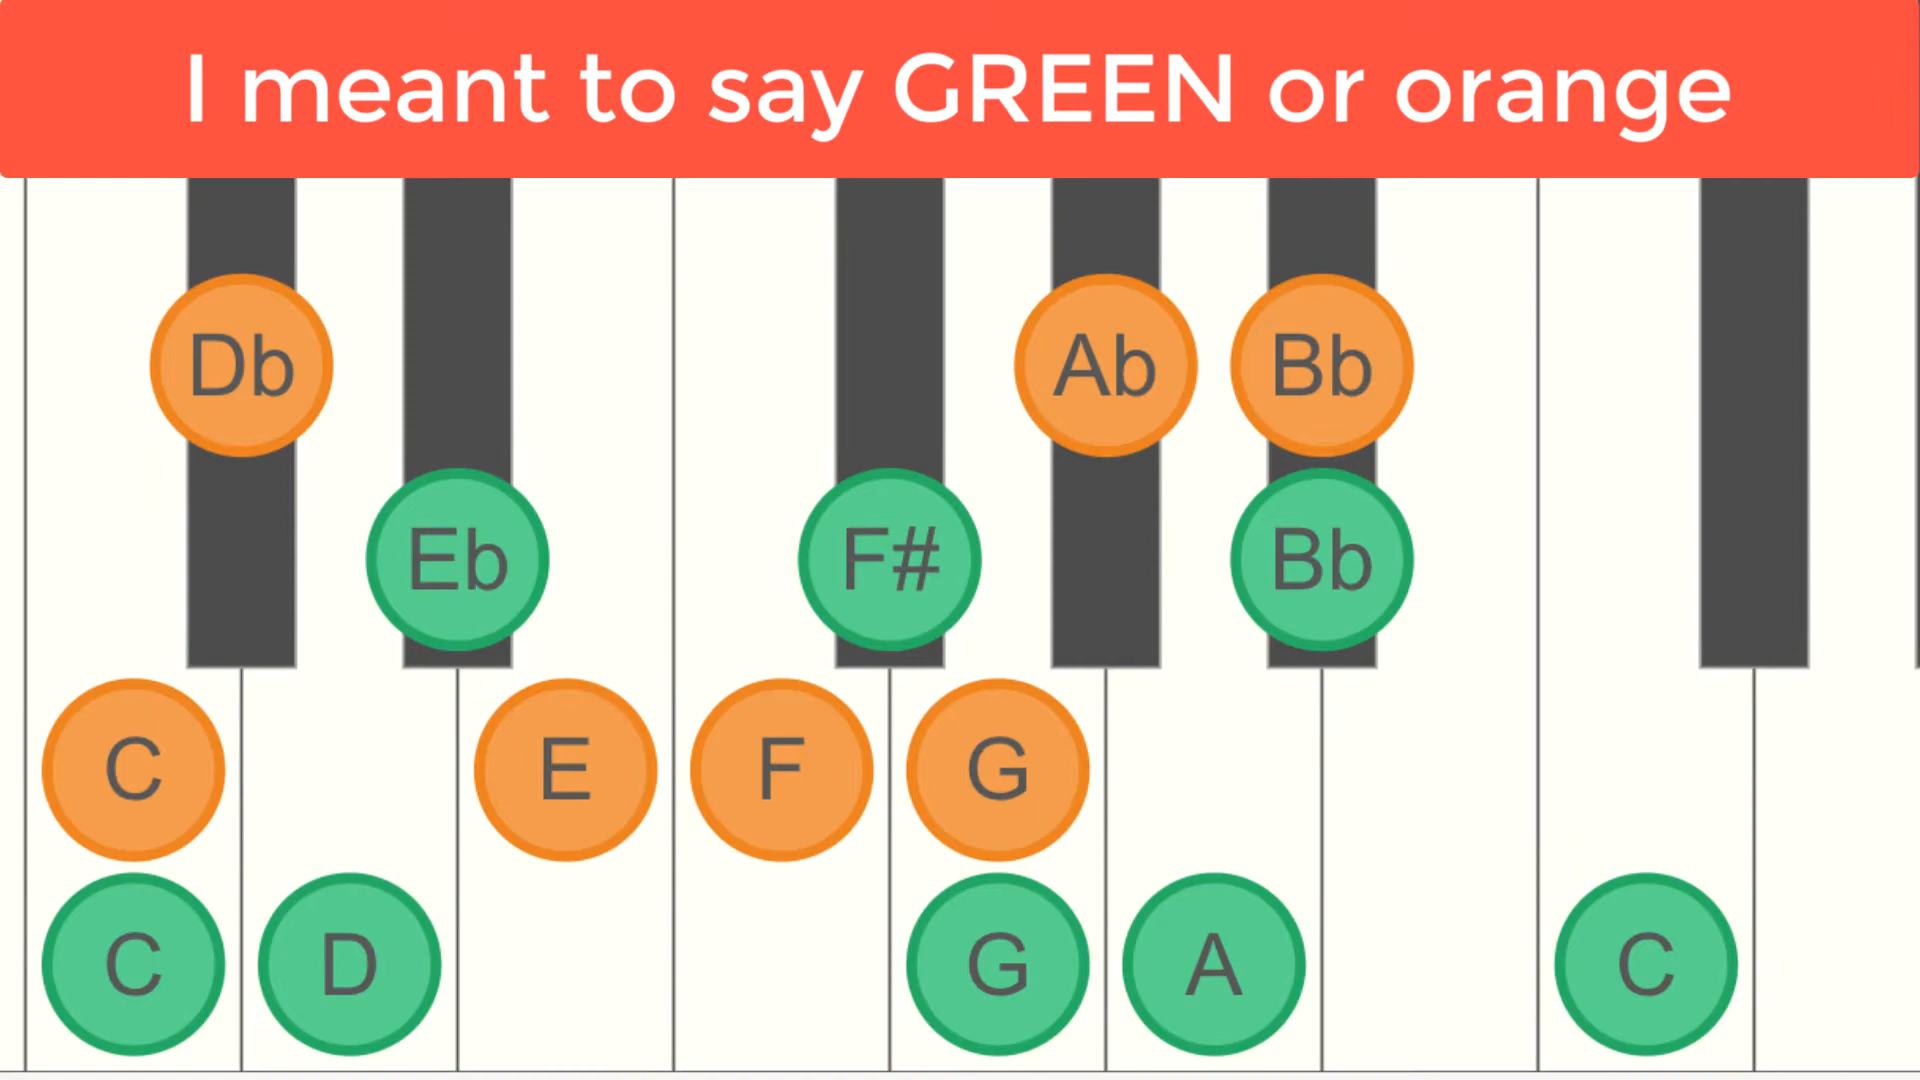 I meant to say GREEN or orange
Db Ab Bb
Eb F# Bb
C E F G
C D G A C